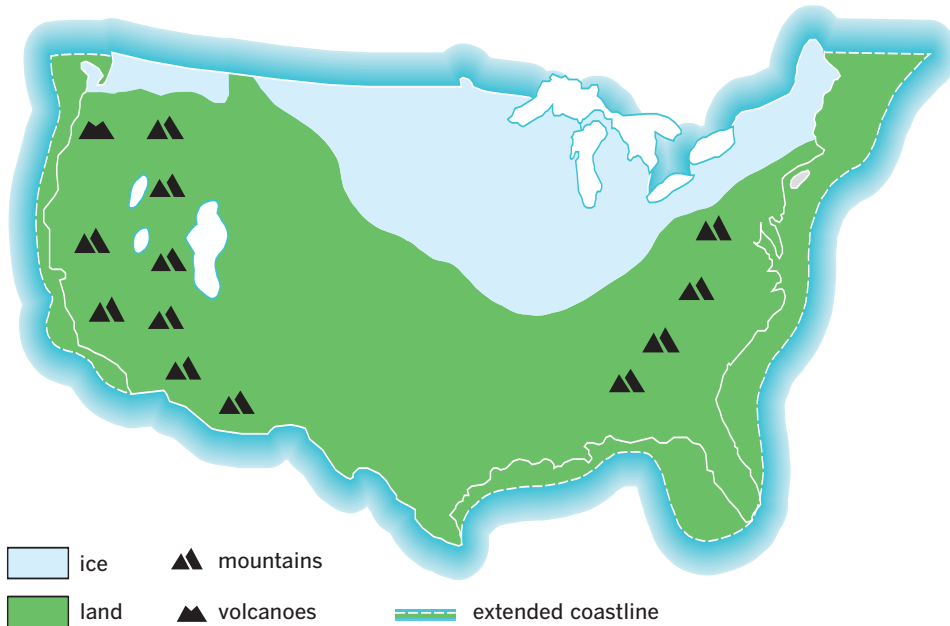 ice
mountains
land
volcanoes
extended coastline